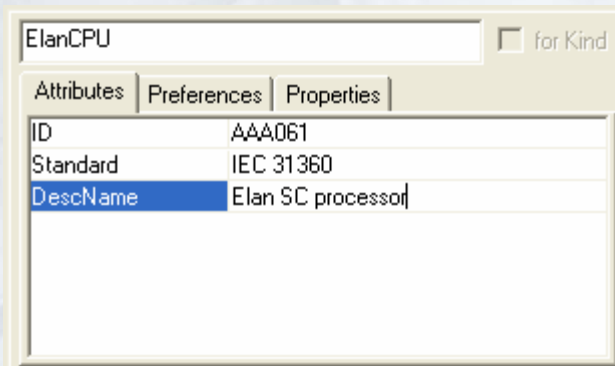 ElanCPU for Kind
Attributes Preferences Properties
ID AAA061
Standard IEC 31360
DescName Elan SC processor